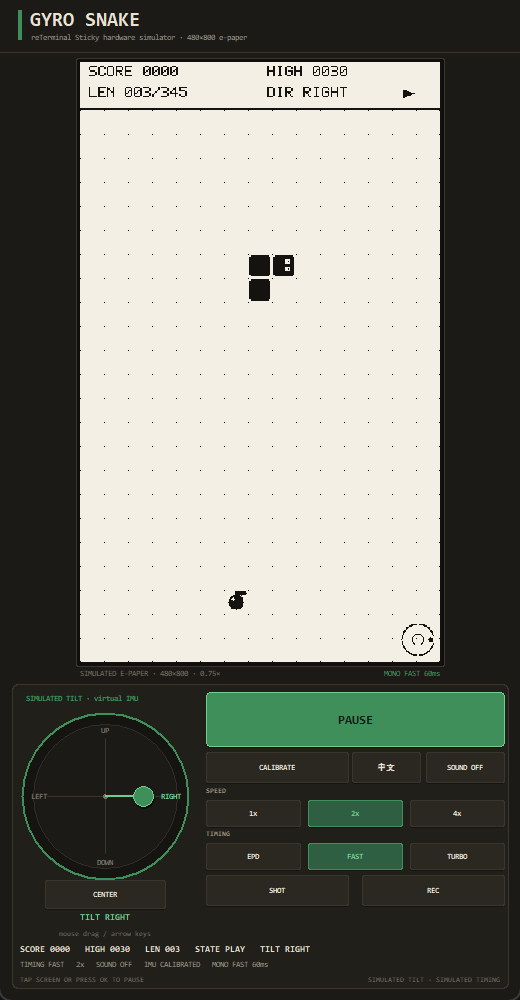 GYRO SNAKE
reTerminal Sticky hardware simulator · 480×800 e-paper
SCORE 0000 HIGH 0030
LEN 003/345 DIR RIGHT
SIMULATED E-PAPER · 480×800 · 0.75× MONO FAST 60ms
SIMULATED TILT · virtual IMU
UP
LEFT RIGHT
DOWN
CENTER
TILT RIGHT
mouse drag / arrow keys
PAUSE
CALIBRATE 中文 SOUND OFF
SPEED
1x 2x 4x
TIMING
EPD FAST TURBO
SHOT REC
SCORE 0000 HIGH 0030 LEN 003 STATE PLAY TILT RIGHT
TIMING FAST 2x SOUND OFF IMU CALIBRATED MONO FAST 60ms
TAP SCREEN OR PRESS OK TO PAUSE SIMULATED TILT · SIMULATED TIMING